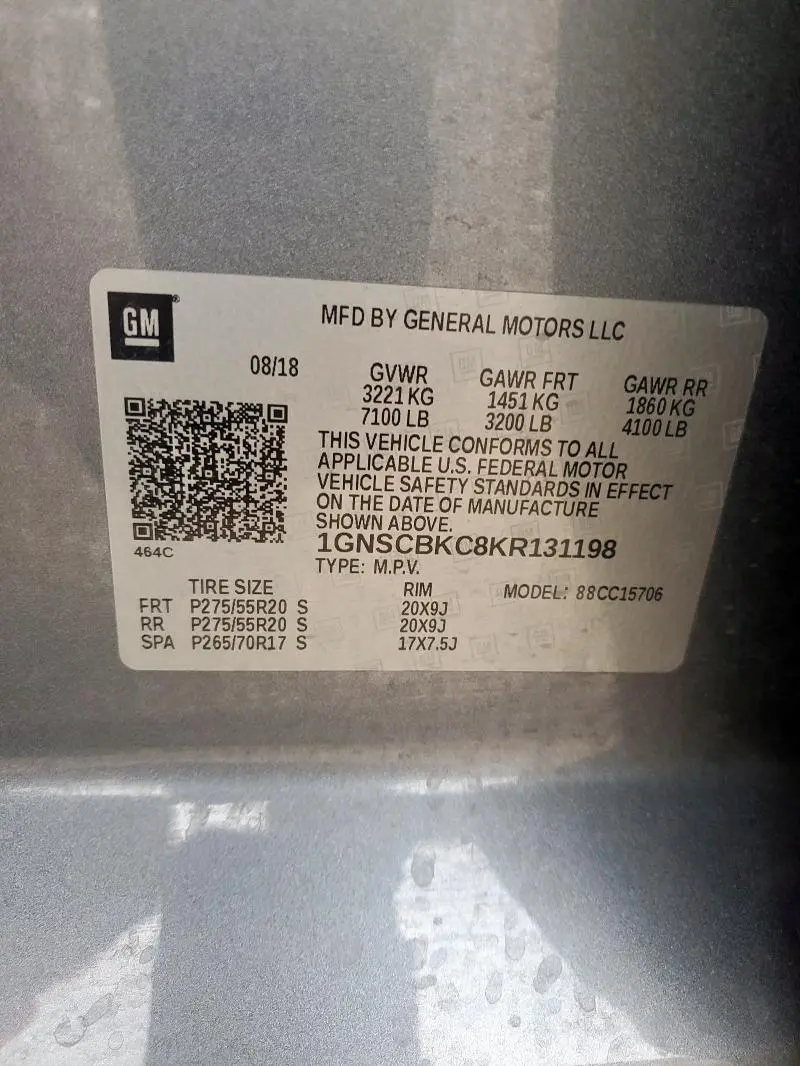 GM®
MFD BY GENERAL MOTORS LLC
08/18 GVWR GAWR FRT GAWR RR
3221 KG 1451 KG 1860 KG
7100 LB 3200 LB 4100 LB
THIS VEHICLE CONFORMS TO ALL
APPLICABLE U.S. FEDERAL MOTOR
VEHICLE SAFETY STANDARDS IN EFFECT
ON THE DATE OF MANUFACTURE
SHOWN ABOVE.
464C
1GNSCBKC8KR131198
TYPE: M.P.V.
TIRE SIZE RIM MODEL: 88CC15706
FRT P275/55R20 S 20X9J
RR P275/55R20 S 20X9J
SPA P265/70R17 S 17X7.5J